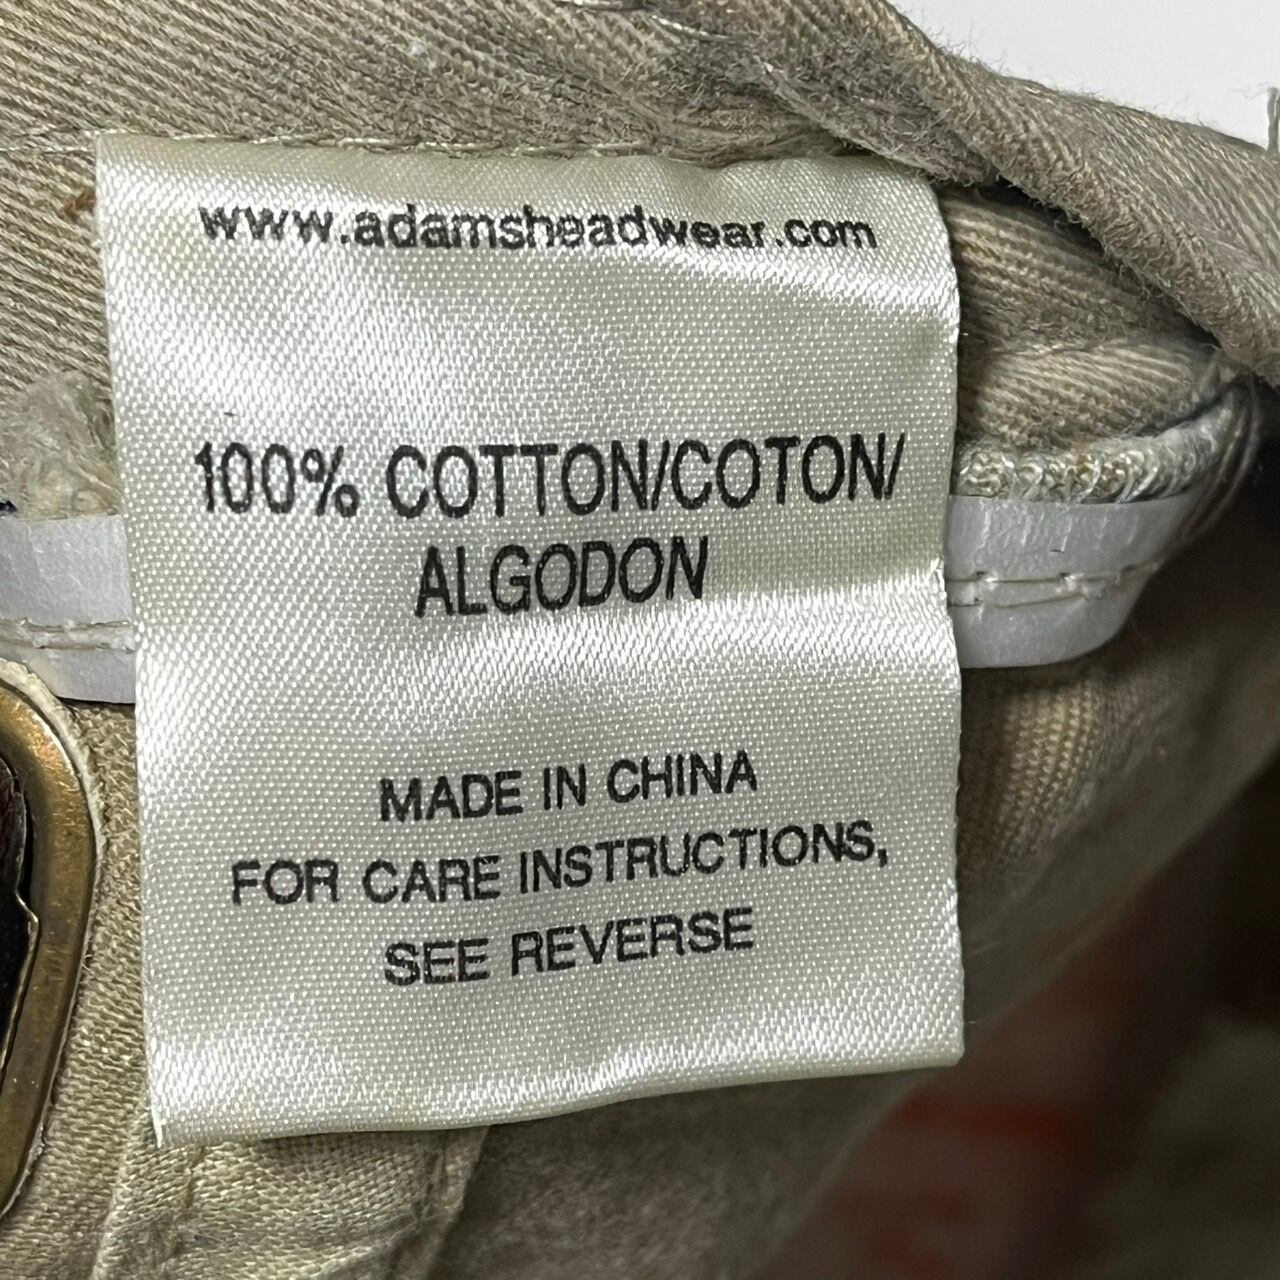 www.adamsheadwear.com
100% COTTON/COTON/
ALGODON
MADE IN CHINA
FOR CARE INSTRUCTIONS,
SEE REVERSE